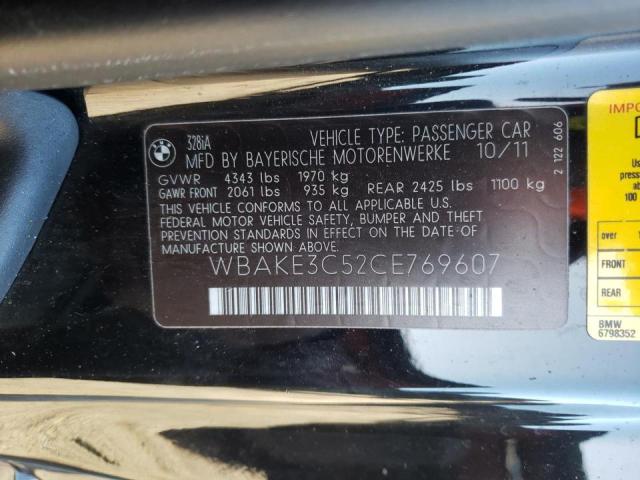 BMW
328iA VEHICLE TYPE: PASSENGER CAR
MFD BY BAYERISCHE MOTORENWERKE 10/11
GVWR 4343 lbs 1970 kg
GAWR FRONT 2061 lbs 935 kg REAR 2425 lbs 1100 kg
THIS VEHICLE CONFORMS TO ALL APPLICABLE U.S.
FEDERAL MOTOR VEHICLE SAFETY, BUMPER AND THEFT
PREVENTION STANDARDS IN EFFECT ON THE DATE OF
MANUFACTURE SHOWN ABOVE.
WBAKE3C52CE769607
2 122 606
100
over 1
FRONT
REAR
BMW
6798352